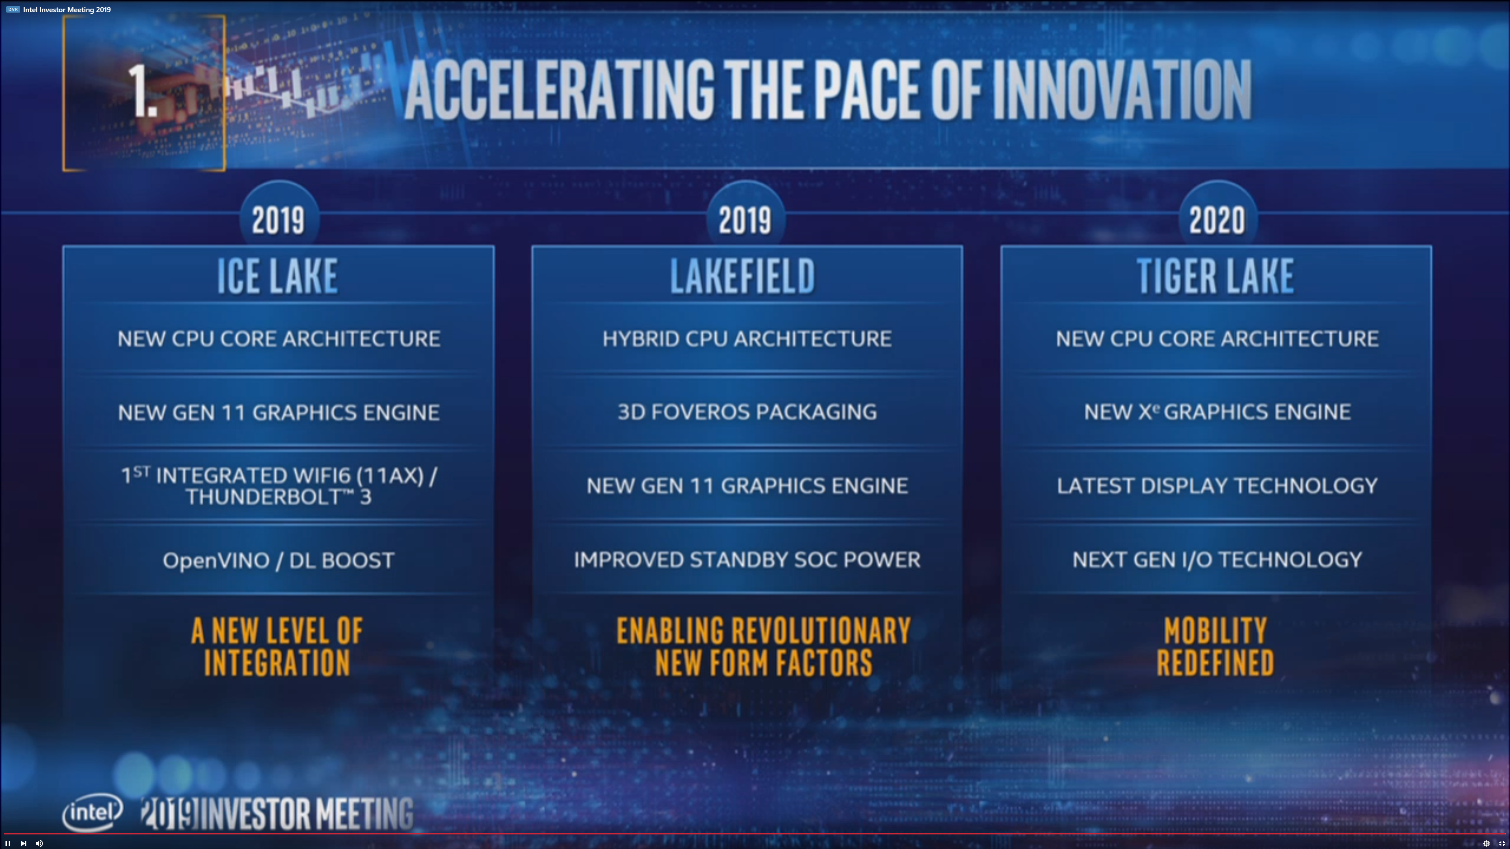 LIVE Intel Investor Meeting 2019
1.
ACCELERATING THE PACE OF INNOVATION
2019
ICE LAKE
NEW CPU CORE ARCHITECTURE
NEW GEN 11 GRAPHICS ENGINE
1ST INTEGRATED WIFI6 (11AX) /
THUNDERBOLT™ 3
OpenVINO / DL BOOST
A NEW LEVEL OF
INTEGRATION
2019
LAKEFIELD
HYBRID CPU ARCHITECTURE
3D FOVEROS PACKAGING
NEW GEN 11 GRAPHICS ENGINE
IMPROVED STANDBY SOC POWER
ENABLING REVOLUTIONARY
NEW FORM FACTORS
2020
TIGER LAKE
NEW CPU CORE ARCHITECTURE
NEW Xe GRAPHICS ENGINE
LATEST DISPLAY TECHNOLOGY
NEXT GEN I/O TECHNOLOGY
MOBILITY
REDEFINED
intel 2019 INVESTOR MEETING